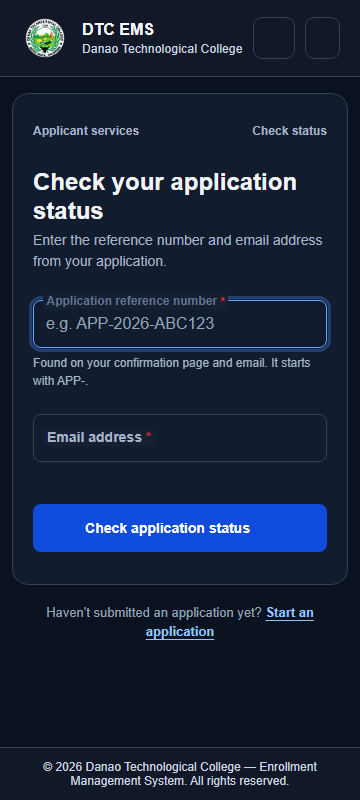 DTC EMS
Danao Technological College
Applicant services
Check status
Check your application
status
Enter the reference number and email address
from your application.
Application reference number *
e.g. APP-2026-ABC123
Found on your confirmation page and email. It starts
with APP-.
Email address *
Check application status
Haven't submitted an application yet? Start an
application
© 2026 Danao Technological College — Enrollment
Management System. All rights reserved.